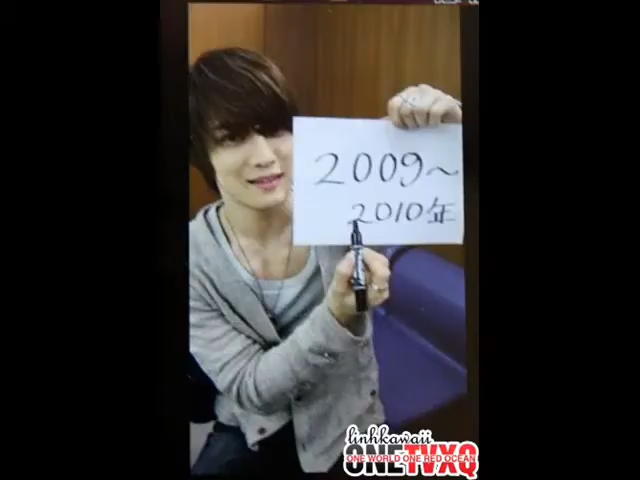 2009~
2010年
linhkawaii
ONETVXQ
ONE WORLD ONE RED OCEAN